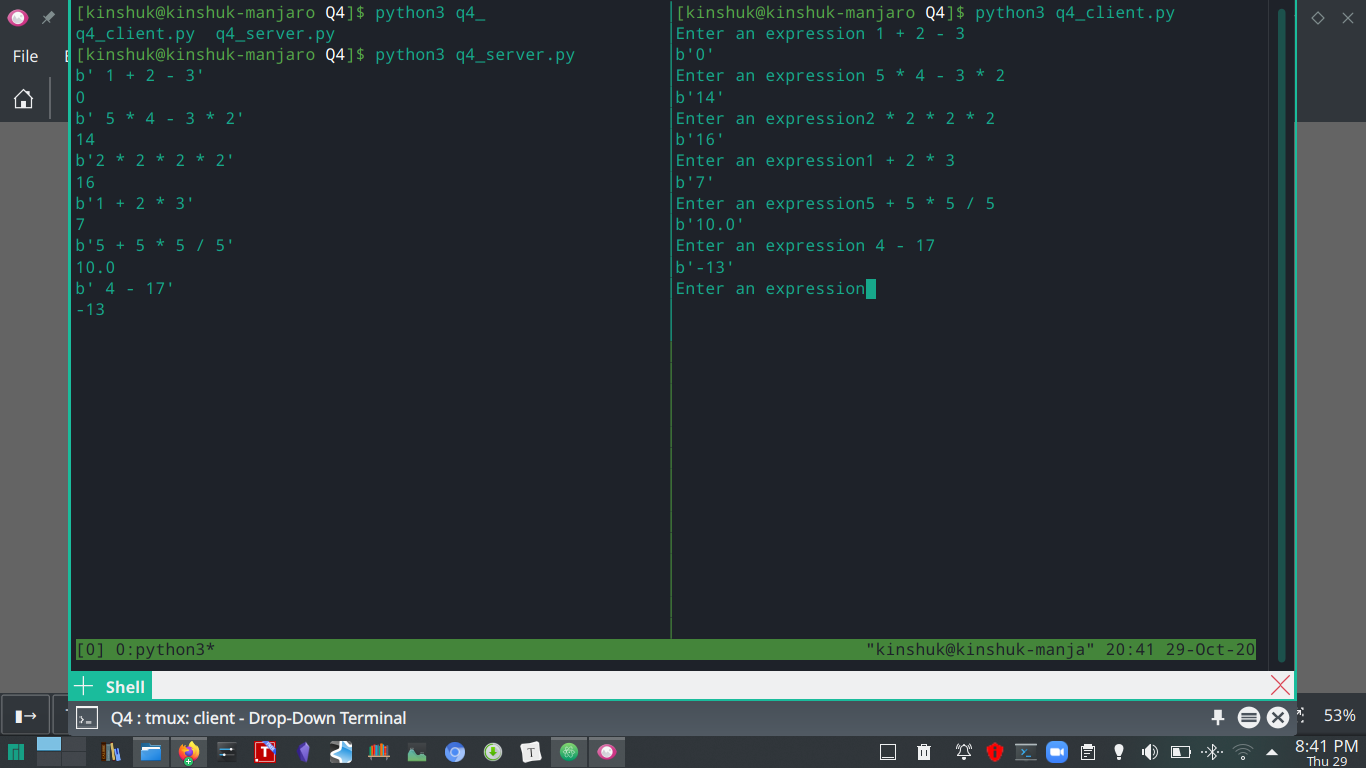 File
[kinshuk@kinshuk-manjaro Q4]$ python3 q4_
q4_client.py  q4_server.py
[kinshuk@kinshuk-manjaro Q4]$ python3 q4_server.py
b' 1 + 2 - 3'
0
b' 5 * 4 - 3 * 2'
14
b'2 * 2 * 2 * 2'
16
b'1 + 2 * 3'
7
b'5 + 5 * 5 / 5'
10.0
b' 4 - 17'
-13
[kinshuk@kinshuk-manjaro Q4]$ python3 q4_client.py
Enter an expression 1 + 2 - 3
b'0'
Enter an expression 5 * 4 - 3 * 2
b'14'
Enter an expression2 * 2 * 2 * 2
b'16'
Enter an expression1 + 2 * 3
b'7'
Enter an expression5 + 5 * 5 / 5
b'10.0'
Enter an expression 4 - 17
b'-13'
Enter an expression
[0] 0:python3* "kinshuk@kinshuk-manja" 20:41 29-Oct-20
Shell
Q4 : tmux: client - Drop-Down Terminal
53%
T
T
8:41 PM
Thu 29